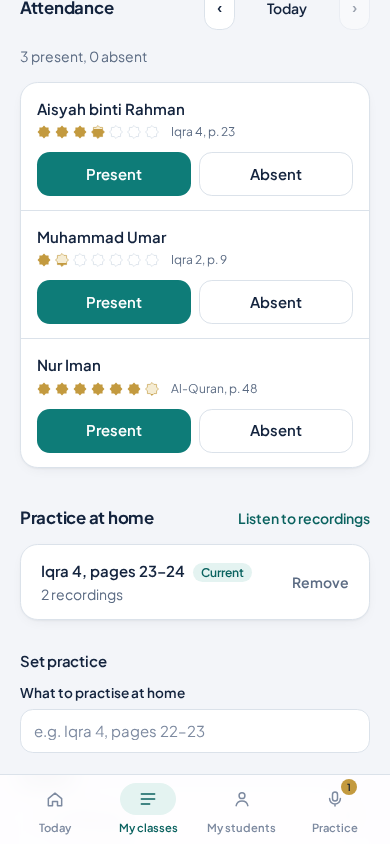 Attendance
‹ Today ›
3 present, 0 absent
Aisyah binti Rahman
Iqra 4, p. 23
Present Absent
Muhammad Umar
Iqra 2, p. 9
Present Absent
Nur Iman
Al-Quran, p. 48
Present Absent
Practice at home Listen to recordings
Iqra 4, pages 23–24 Current
2 recordings
Remove
Set practice
What to practise at home
e.g. Iqra 4, pages 22–23
1
Today My classes My students Practice